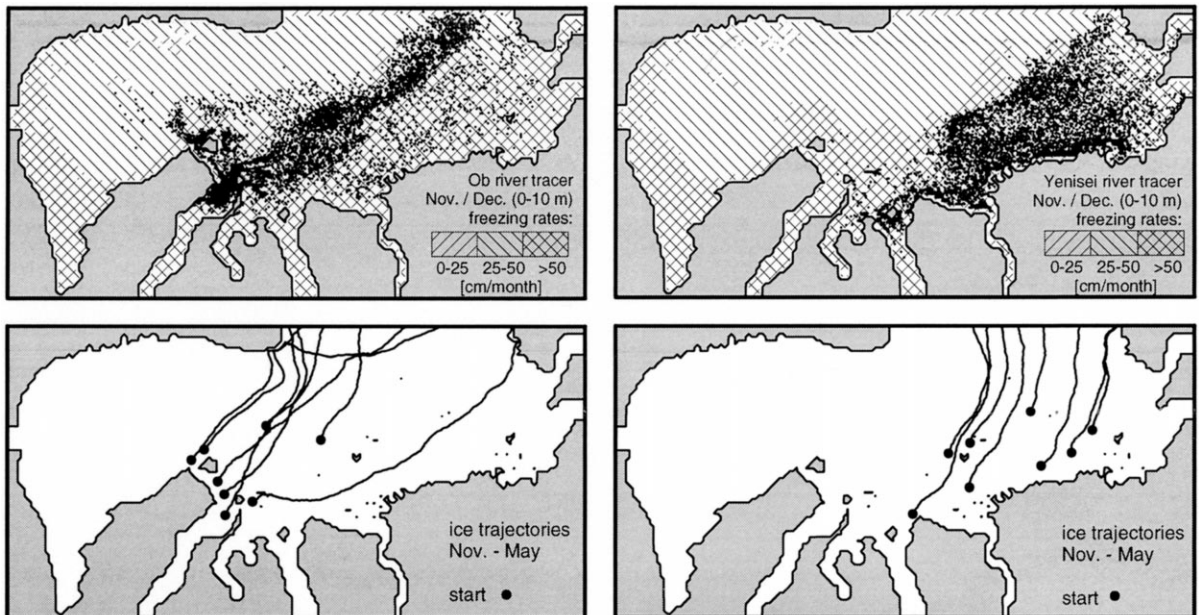 Ob river tracer
Nov. / Dec. (0-10 m)
freezing rates:
0-25 25-50 >50
[cm/month]
Yenisei river tracer
Nov. / Dec. (0-10 m)
freezing rates:
0-25 25-50 >50
[cm/month]
ice trajectories
Nov. - May
start
ice trajectories
Nov. - May
start